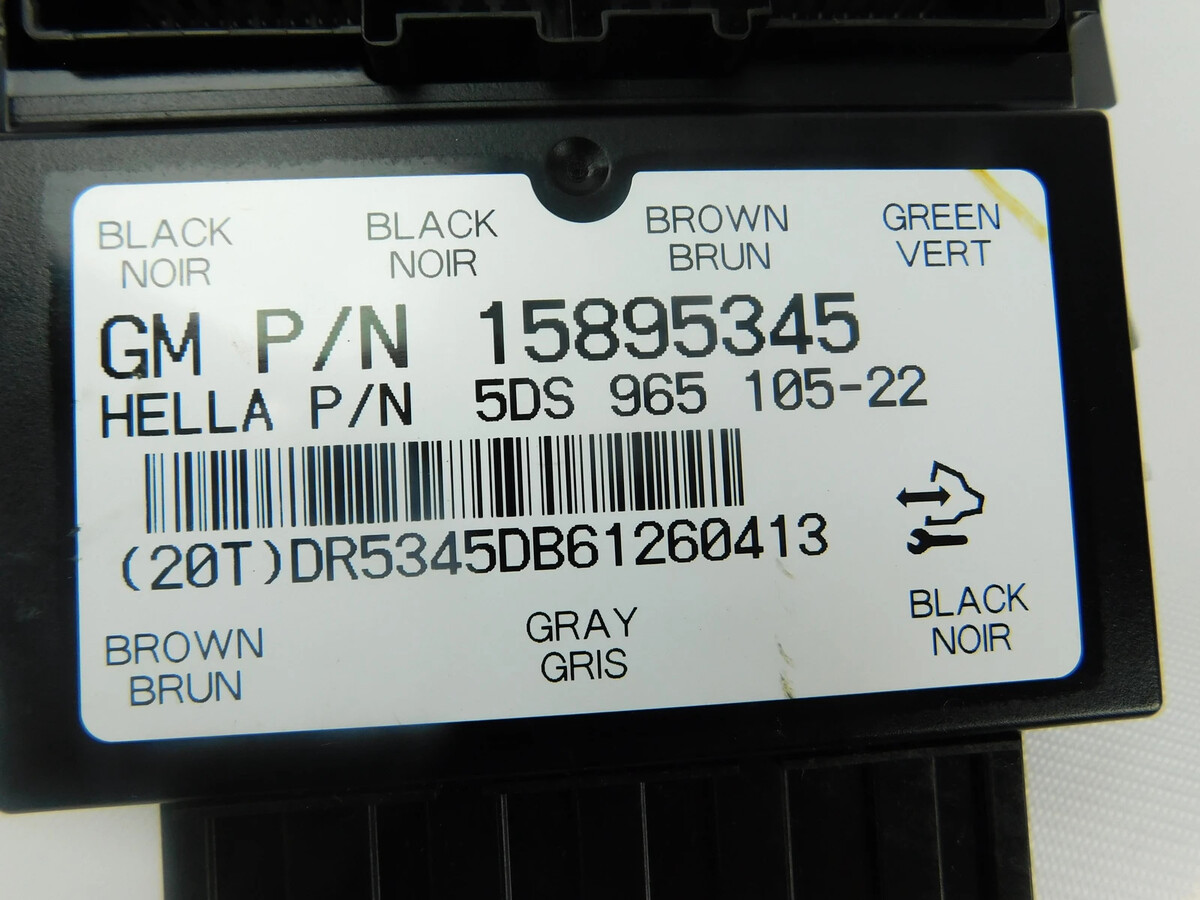 BLACK BLACK BROWN GREEN
NOIR NOIR BRUN VERT
GM P/N 15895345
HELLA P/N 5DS 965 105-22
(20T)DR5345DB61260413
BROWN GRAY BLACK
BRUN GRIS NOIR